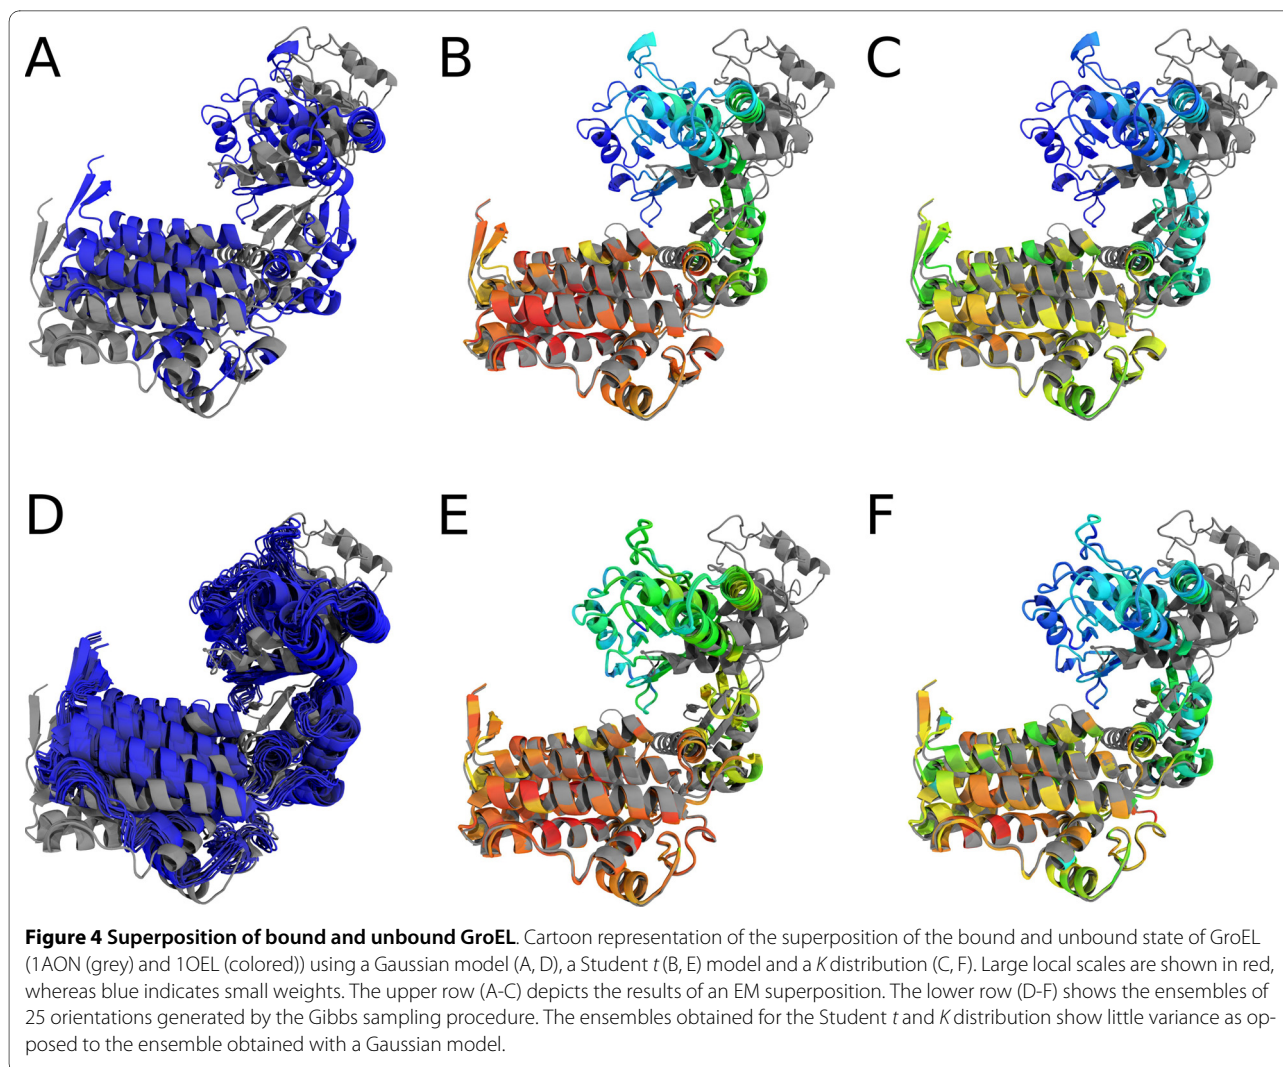 A B C
D E F
Figure 4 Superposition of bound and unbound GroEL. Cartoon representation of the superposition of the bound and unbound state of GroEL
(1AON (grey) and 1OEL (colored)) using a Gaussian model (A, D), a Student t (B, E) model and a K distribution (C, F). Large local scales are shown in red,
whereas blue indicates small weights. The upper row (A-C) depicts the results of an EM superposition. The lower row (D-F) shows the ensembles of
25 orientations generated by the Gibbs sampling procedure. The ensembles obtained for the Student t and K distribution show little variance as op-
posed to the ensemble obtained with a Gaussian model.